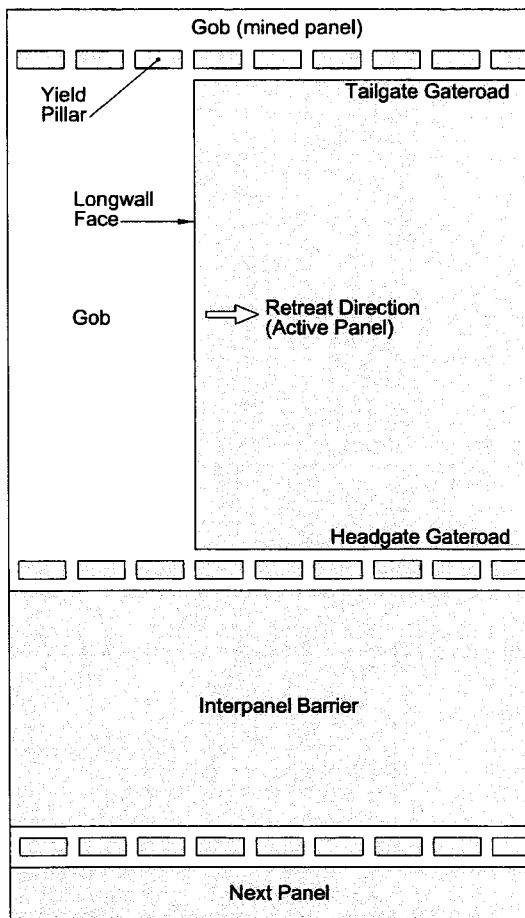 Gob (mined panel)
Tailgate Gateroad
Yield
Pillar
Longwall
Face
Gob
Retreat Direction
(Active Panel)
Headgate Gateroad
Interpanel Barrier
Next Panel